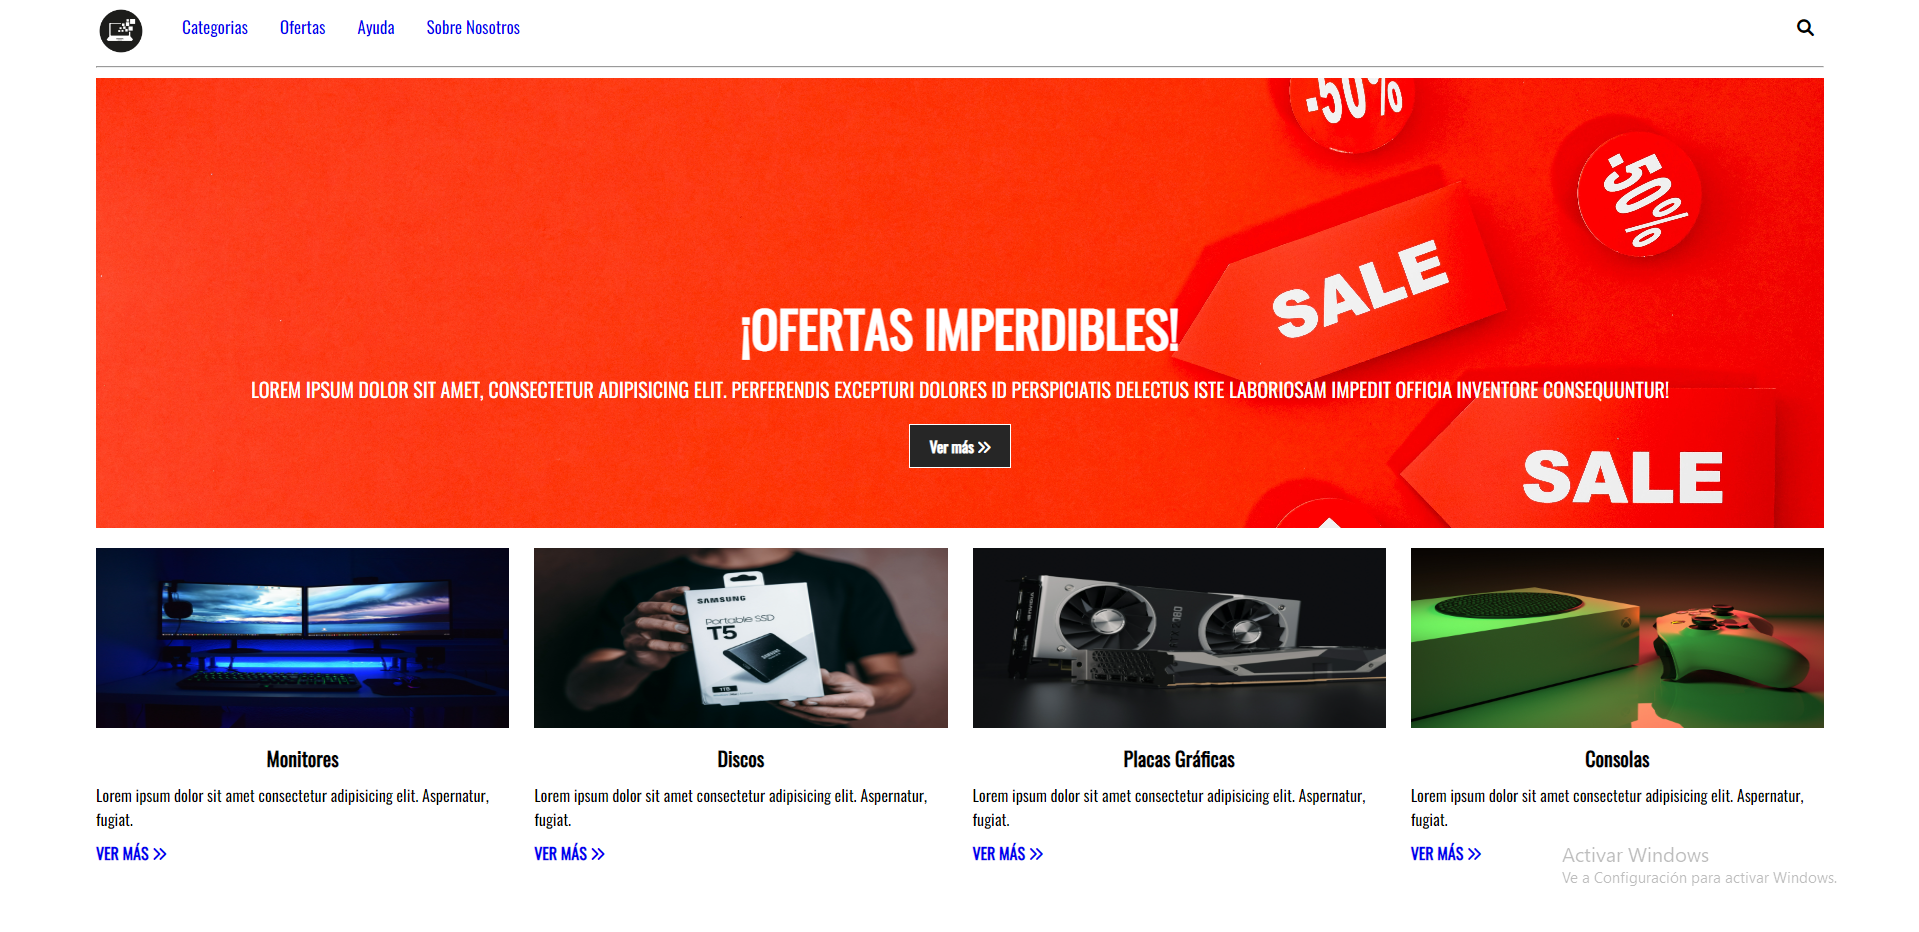 Categorias Ofertas Ayuda Sobre Nosotros
-50%
-50%
SALE
¡OFERTAS IMPERDIBLES!
LOREM IPSUM DOLOR SIT AMET, CONSECTETUR ADIPISICING ELIT. PERFERENDIS EXCEPTURI DOLORES ID PERSPICIATIS DELECTUS ISTE LABORIOSAM IMPEDIT OFFICIA INVENTORE CONSEQUUNTUR!
Ver más
SALE
SAMSUNG
Portable SSD
T5
1TB
Monitores
Lorem ipsum dolor sit amet consectetur adipisicing elit. Aspernatur,
fugiat.
VER MÁS
Discos
Lorem ipsum dolor sit amet consectetur adipisicing elit. Aspernatur,
fugiat.
VER MÁS
Placas Gráficas
Lorem ipsum dolor sit amet consectetur adipisicing elit. Aspernatur,
fugiat.
VER MÁS
Consolas
Lorem ipsum dolor sit amet consectetur adipisicing elit. Aspernatur,
fugiat.
VER MÁS
Activar Windows
Ve a Configuración para activar Windows.